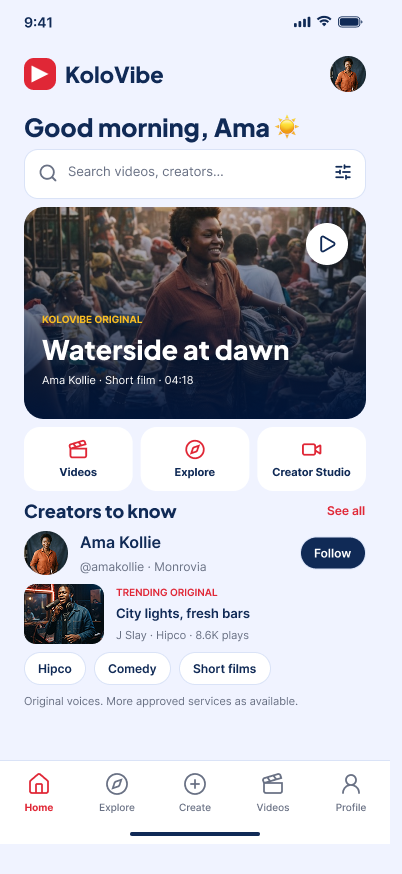 9:41
KoloVibe
Good morning, Ama ☀️
Search videos, creators...
KOLOVIBE ORIGINAL
Waterside at dawn
Ama Kollie · Short film · 04:18
Videos
Explore
Creator Studio
Creators to know
See all
Ama Kollie
@amakollie · Monrovia
Follow
TRENDING ORIGINAL
City lights, fresh bars
J Slay · Hipco · 8.6K plays
Hipco
Comedy
Short films
Original voices. More approved services as available.
Home
Explore
Create
Videos
Profile